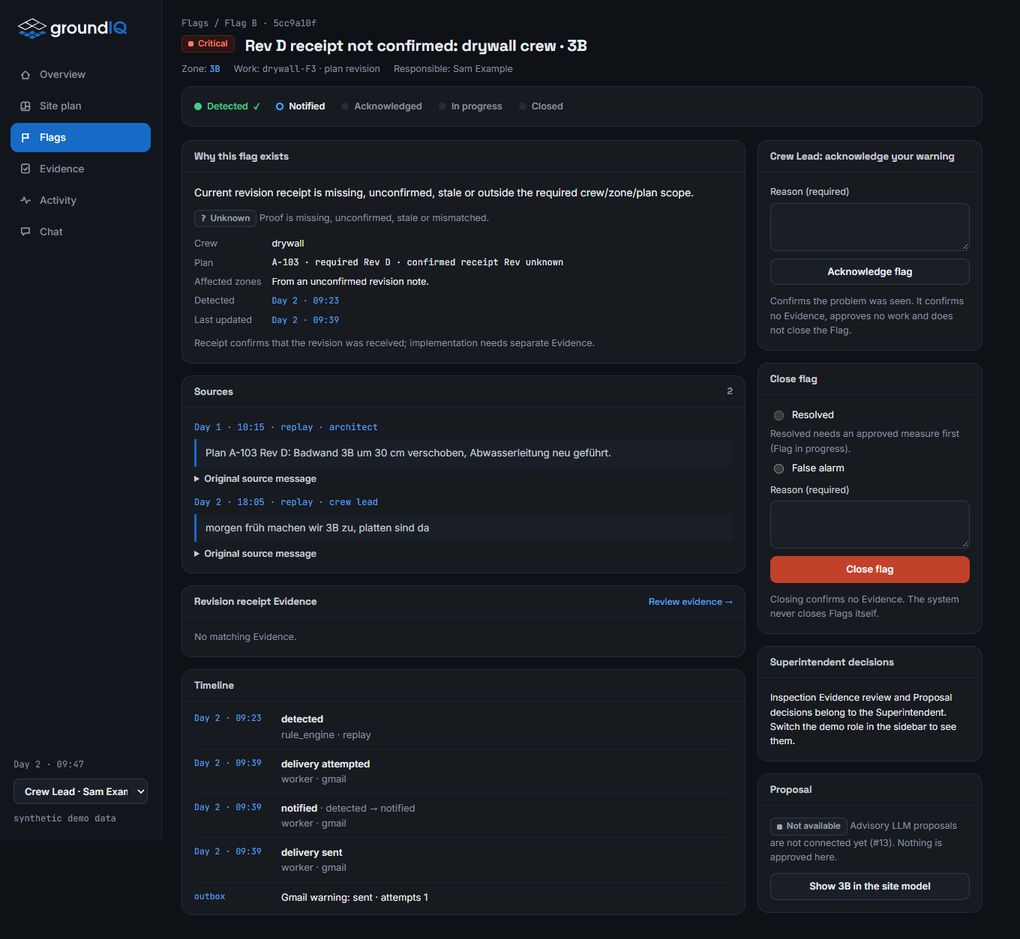 groundIQ
Overview
Site plan
Flags
Evidence
Activity
Chat
Day 2 · 09:47
Crew Lead · Sam Exar
synthetic demo data
Flags / Flag B · 5cc9a10f
Critical
Rev D receipt not confirmed: drywall crew · 3B
Zone: 3B Work: drywall-F3 · plan revision Responsible: Sam Example
Detected ✓ Notified Acknowledged In progress Closed
Why this flag exists
Current revision receipt is missing, unconfirmed, stale or outside the required crew/zone/plan scope.
? Unknown Proof is missing, unconfirmed, stale or mismatched.
Crew drywall
Plan A-103 · required Rev D · confirmed receipt Rev unknown
Affected zones From an unconfirmed revision note.
Detected Day 2 · 09:23
Last updated Day 2 · 09:39
Receipt confirms that the revision was received; implementation needs separate Evidence.
Sources 2
Day 1 · 10:15 · replay · architect
Plan A-103 Rev D: Badwand 3B um 30 cm verschoben, Abwasserleitung neu geführt.
Original source message
Day 2 · 18:05 · replay · crew lead
morgen früh machen wir 3B zu, platten sind da
Original source message
Revision receipt Evidence Review evidence →
No matching Evidence.
Timeline
Day 2 · 09:23 detected
rule_engine · replay
Day 2 · 09:39 delivery attempted
worker · gmail
Day 2 · 09:39 notified · detected → notified
worker · gmail
Day 2 · 09:39 delivery sent
worker · gmail
outbox Gmail warning: sent · attempts 1
Crew Lead: acknowledge your warning
Reason (required)
Acknowledge flag
Confirms the problem was seen. It confirms
no Evidence, approves no work and does
not close the Flag.
Close flag
Resolved
Resolved needs an approved measure first
(Flag in progress).
False alarm
Reason (required)
Close flag
Closing confirms no Evidence. The system
never closes Flags itself.
Superintendent decisions
Inspection Evidence review and Proposal
decisions belong to the Superintendent.
Switch the demo role in the sidebar to see
them.
Proposal
Not available Advisory LLM proposals
are not connected yet (#13). Nothing is
approved here.
Show 3B in the site model